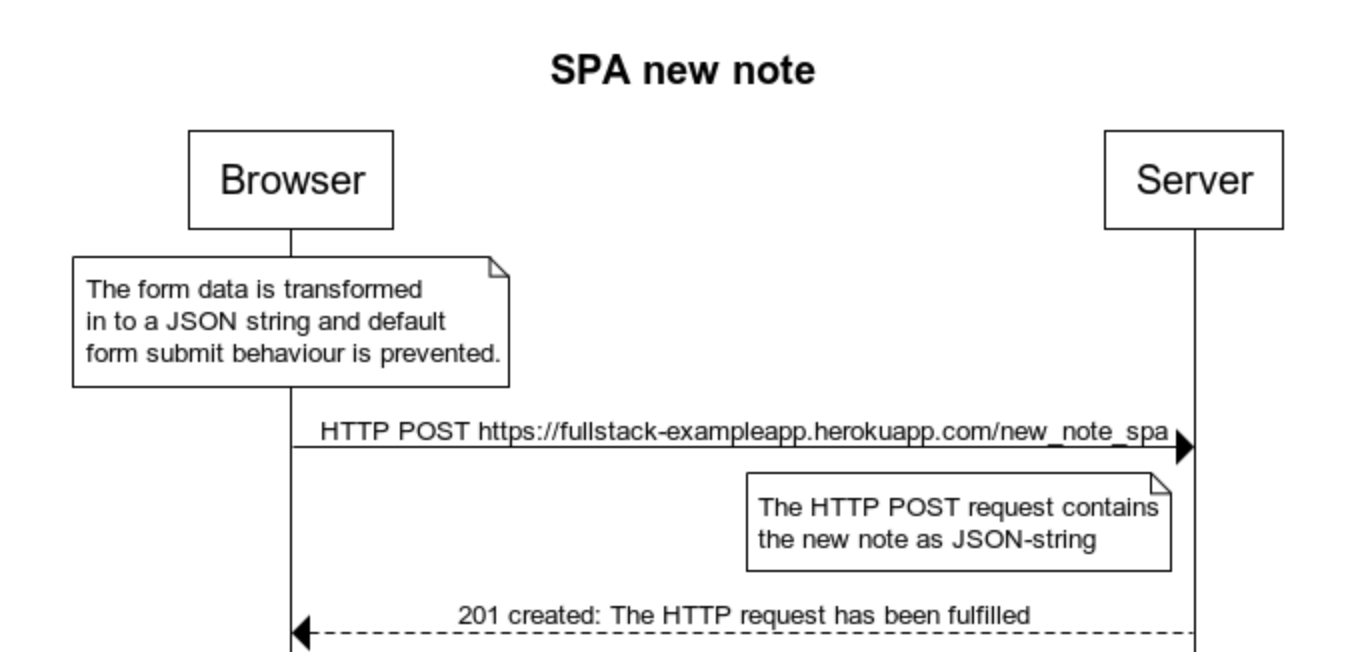 SPA new note
Browser
Server
The form data is transformed
in to a JSON string and default
form submit behaviour is prevented.
HTTP POST https://fullstack-exampleapp.herokuapp.com/new_note_spa
The HTTP POST request contains
the new note as JSON-string
201 created: The HTTP request has been fulfilled